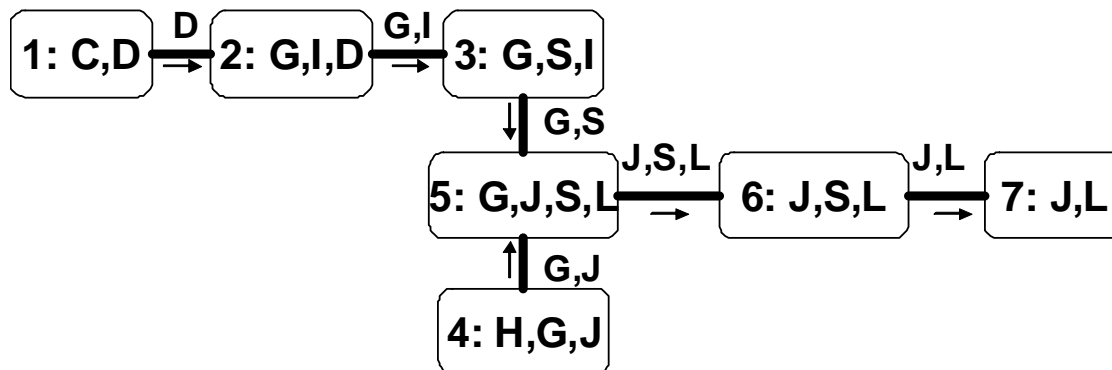 D
G,I
1: C,D
2: G,I,D
3: G,S,I
G,S
J,S,L
J,L
5: G,J,S,L
6: J,S,L
7: J,L
G,J
4: H,G,J